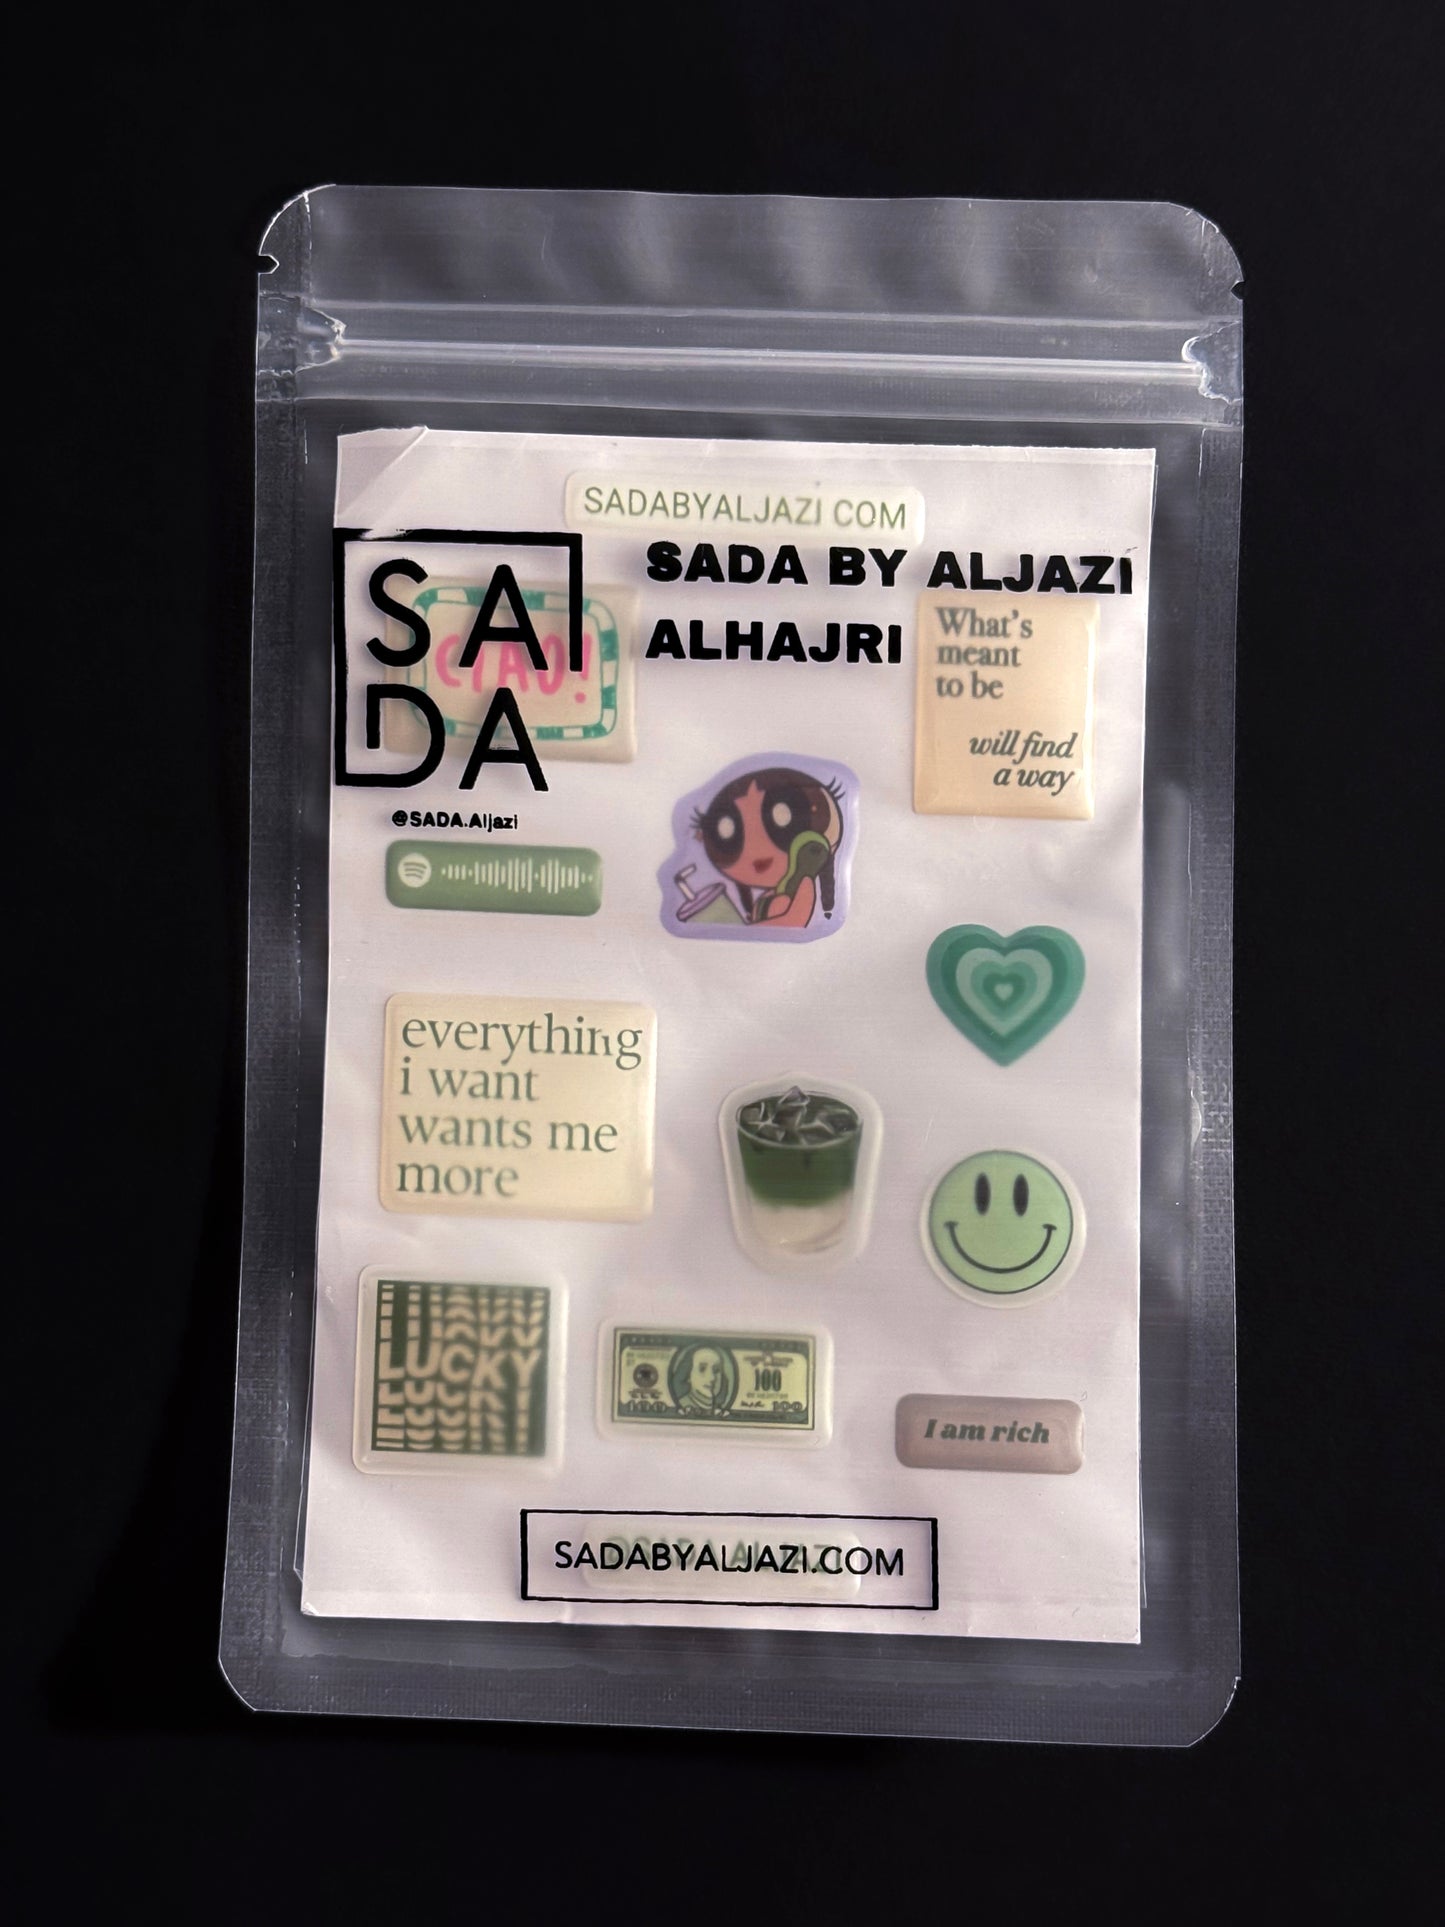 SADABYALJAZI COM
SA
DA
SADA BY ALJAZI
ALHAJRI
CIAO!
What's
meant
to be
will find
a way
@SADA.Aljazi
everything
i want
wants me
more
LUCKY
100
100
I am rich
SADABYALJAZI.COM